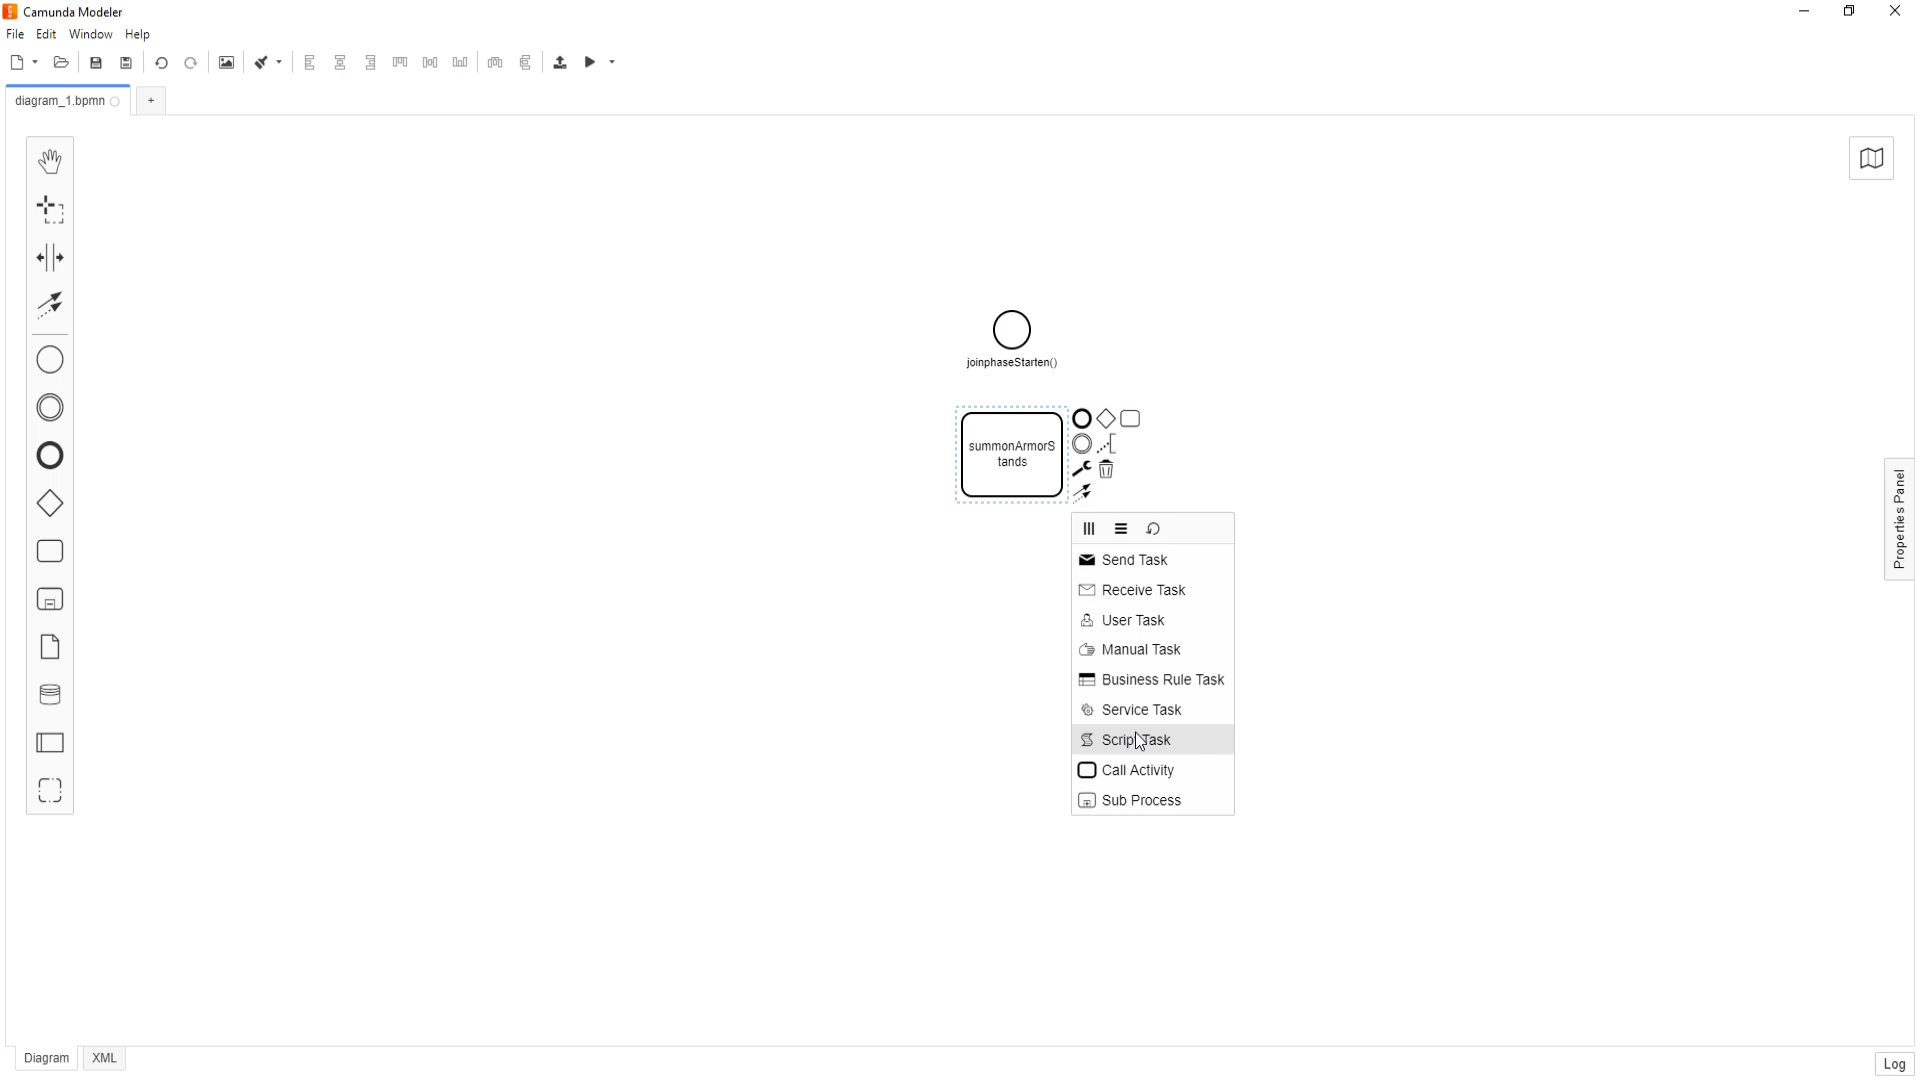 Camunda Modeler
File Edit Window Help
diagram_1.bpmn +
joinphaseStarten()
summonArmorS
tands
Send Task
Receive Task
User Task
Manual Task
Business Rule Task
Service Task
Script Task
Call Activity
Sub Process
Properties Panel
Diagram XML
Log